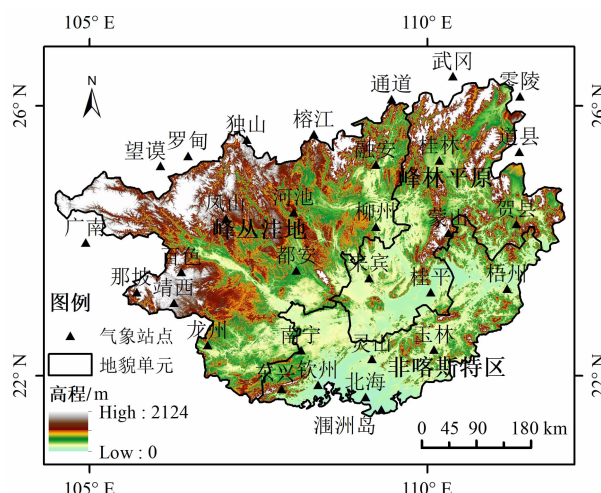 105° E
110° E
武冈
零陵
通道
26° N
26° N
N
榕江
独山
道县
罗甸
望谟
融安
桂林
峰林平原
凤山
河池
柳州
蒙山
贺县
峰丛洼地
广南
百色
都安
来宾
那坡
靖西
桂平
梧州
图例
气象站点
龙州
南宁
灵山
玉林
地貌单元
非喀斯特区
22° N
22° N
东兴
钦州
北海
高程/m
High : 2124
涠洲岛
Low : 0
0 45 90 180 km
105° E
110° E